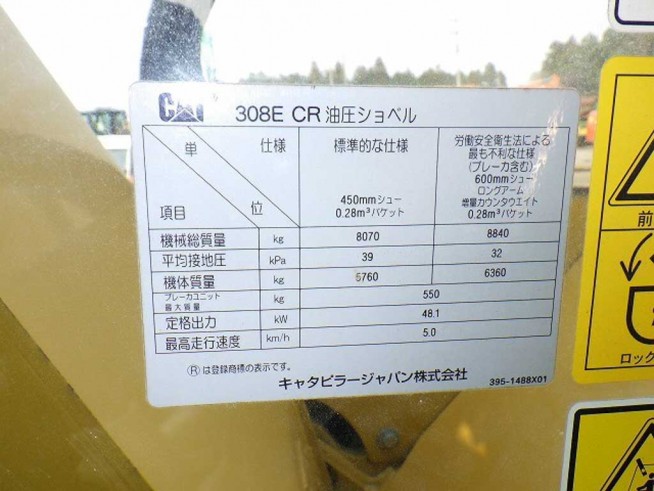 CAT 308E CR 油圧ショベル
単 仕様
項目 位
標準的な仕様
450mmシュー
0.28m³バケット
労働安全衛生法による
最も不利な仕様
(ブレーカ含む)
600mmシュー
ロングアーム
増量カウンタウエイト
0.28m³バケット
機械総質量 kg 8070 8840
平均接地圧 kPa 39 32
機体質量 kg 5760 6360
ブレーカユニット
最大質量 kg 550
定格出力 kW 48.1
最高走行速度 km/h 5.0
Ⓡは登録商標の表示です。
キャタピラージャパン株式会社 395-1488X01
前
ロック